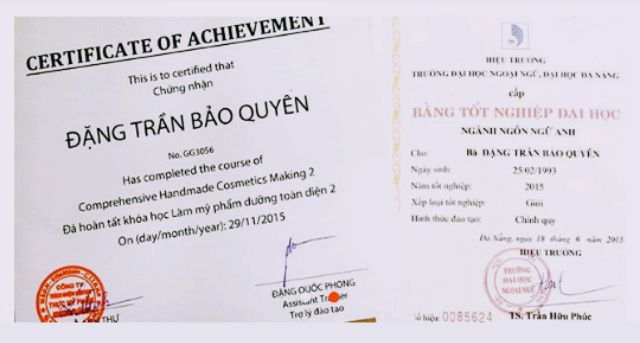 CERTIFICATE OF ACHIEVEMENT
This is to certified that
Chứng nhận
ĐẶNG TRẦN BẢO QUYÊN
No.GG3056
Has completed the course of
Comprehensive Handmade Cosmetics Making 2
Đã hoàn tất khóa học Làm mỹ phẩm dưỡng toàn diện 2
On (day/month/year): 29/11/2015
CÔNG TY
THƯ
ĐẶNG QUỐC PHONG
Assistant
Trợ lý đào tạo
HIỆU TRƯỞNG
TRƯỜNG ĐẠI HỌC NGOẠI NGỮ, ĐẠI HỌC ĐÀ NẴNG
cấp
BẰNG TỐT NGHIỆP ĐẠI HỌC
NGÀNH NGÔN NGỮ ANH
Cho: Bà ĐẶNG TRẦN BẢO QUYÊN
Ngày sinh: 25/02/1993
Năm tốt nghiệp: 2015
Xếp loại tốt nghiệp: Giỏi
Hình thức đào tạo: Chính quy
Đà Nẵng, ngày 18 tháng 6 năm 2015
HIỆU TRƯỞNG
TRƯỜNG
ĐẠI HỌC
NGOẠI NGỮ
Số hiệu: 0085624 TS. Trần Hữu Phúc